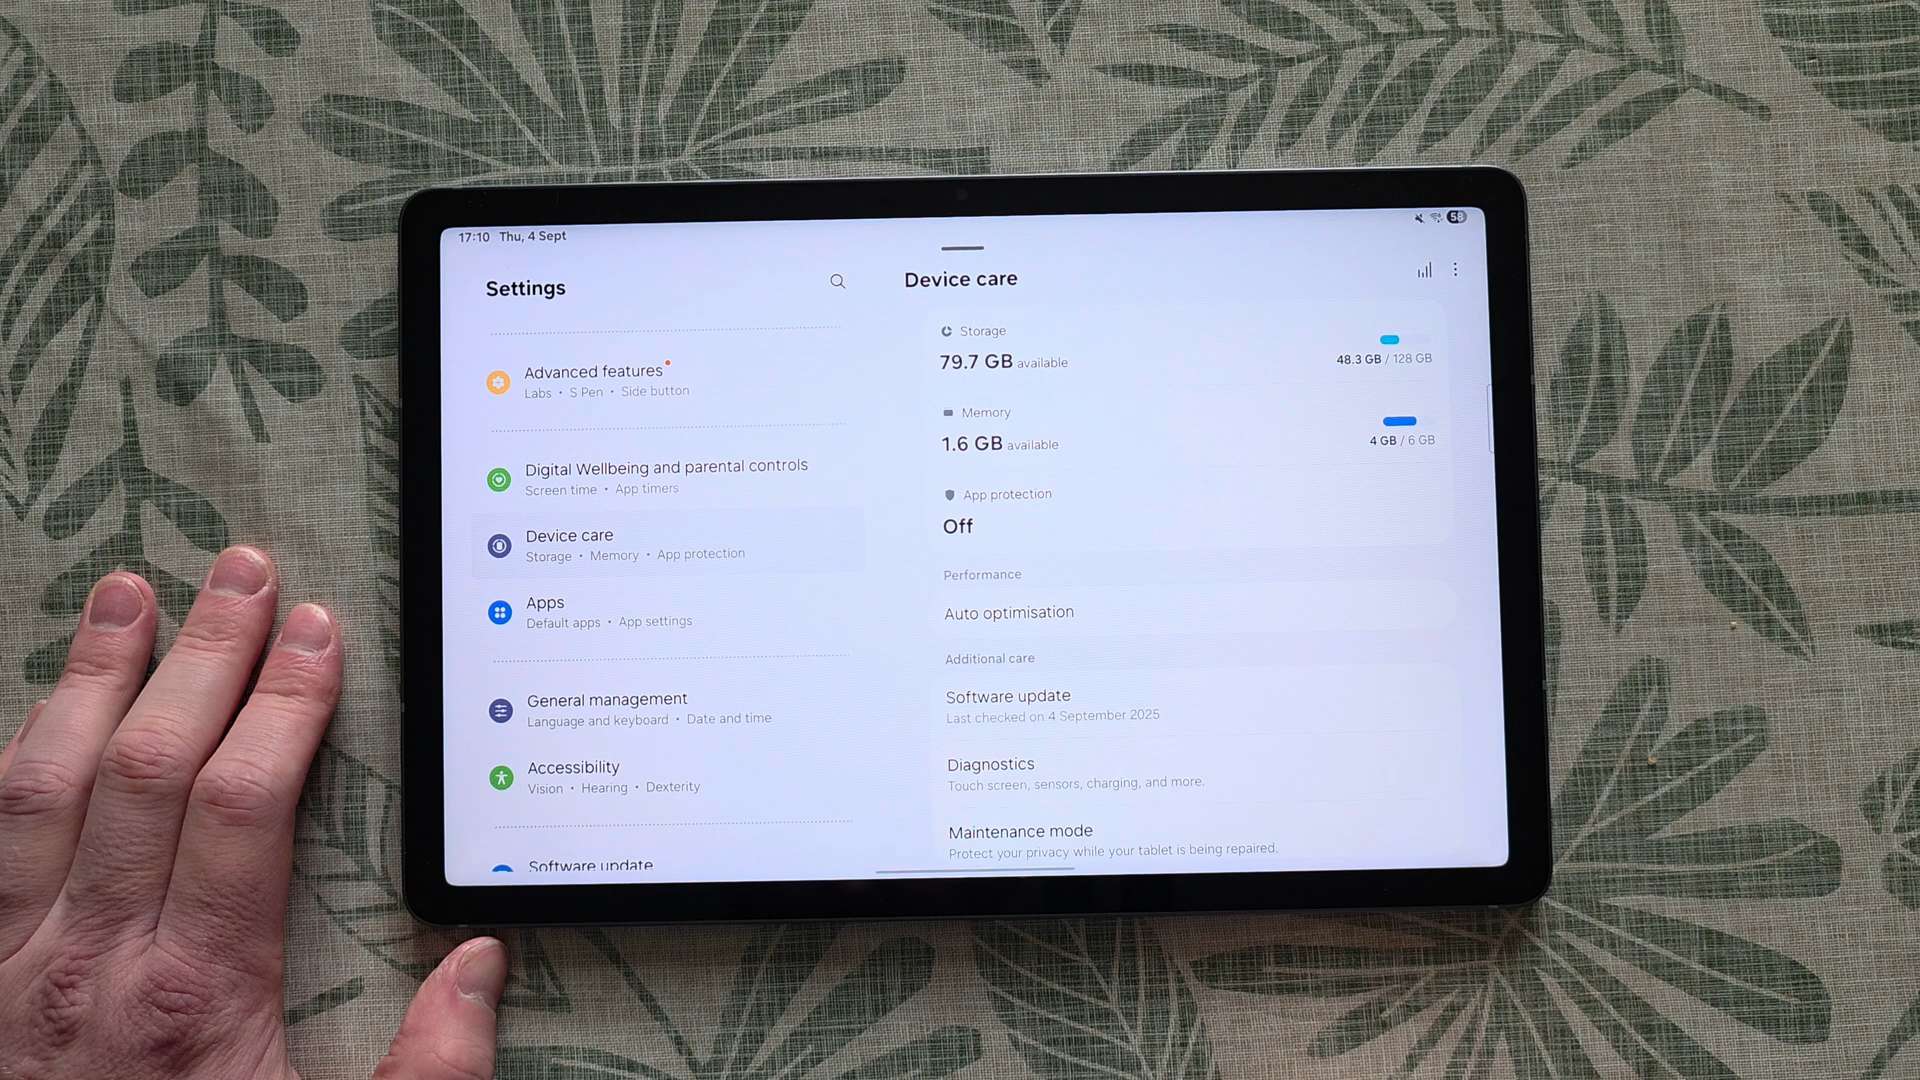 17:10 Thu, 4 Sept
58
Settings
Advanced features
Labs • S Pen • Side button
Digital Wellbeing and parental controls
Screen time • App timers
Device care
Storage • Memory • App protection
Apps
Default apps • App settings
General management
Language and keyboard • Date and time
Accessibility
Vision • Hearing • Dexterity
Software update
Device care
Storage
79.7 GB available
48.3 GB / 128 GB
Memory
1.6 GB available
4 GB / 6 GB
App protection
Off
Performance
Auto optimisation
Additional care
Software update
Last checked on 4 September 2025
Diagnostics
Touch screen, sensors, charging, and more.
Maintenance mode
Protect your privacy while your tablet is being repaired.